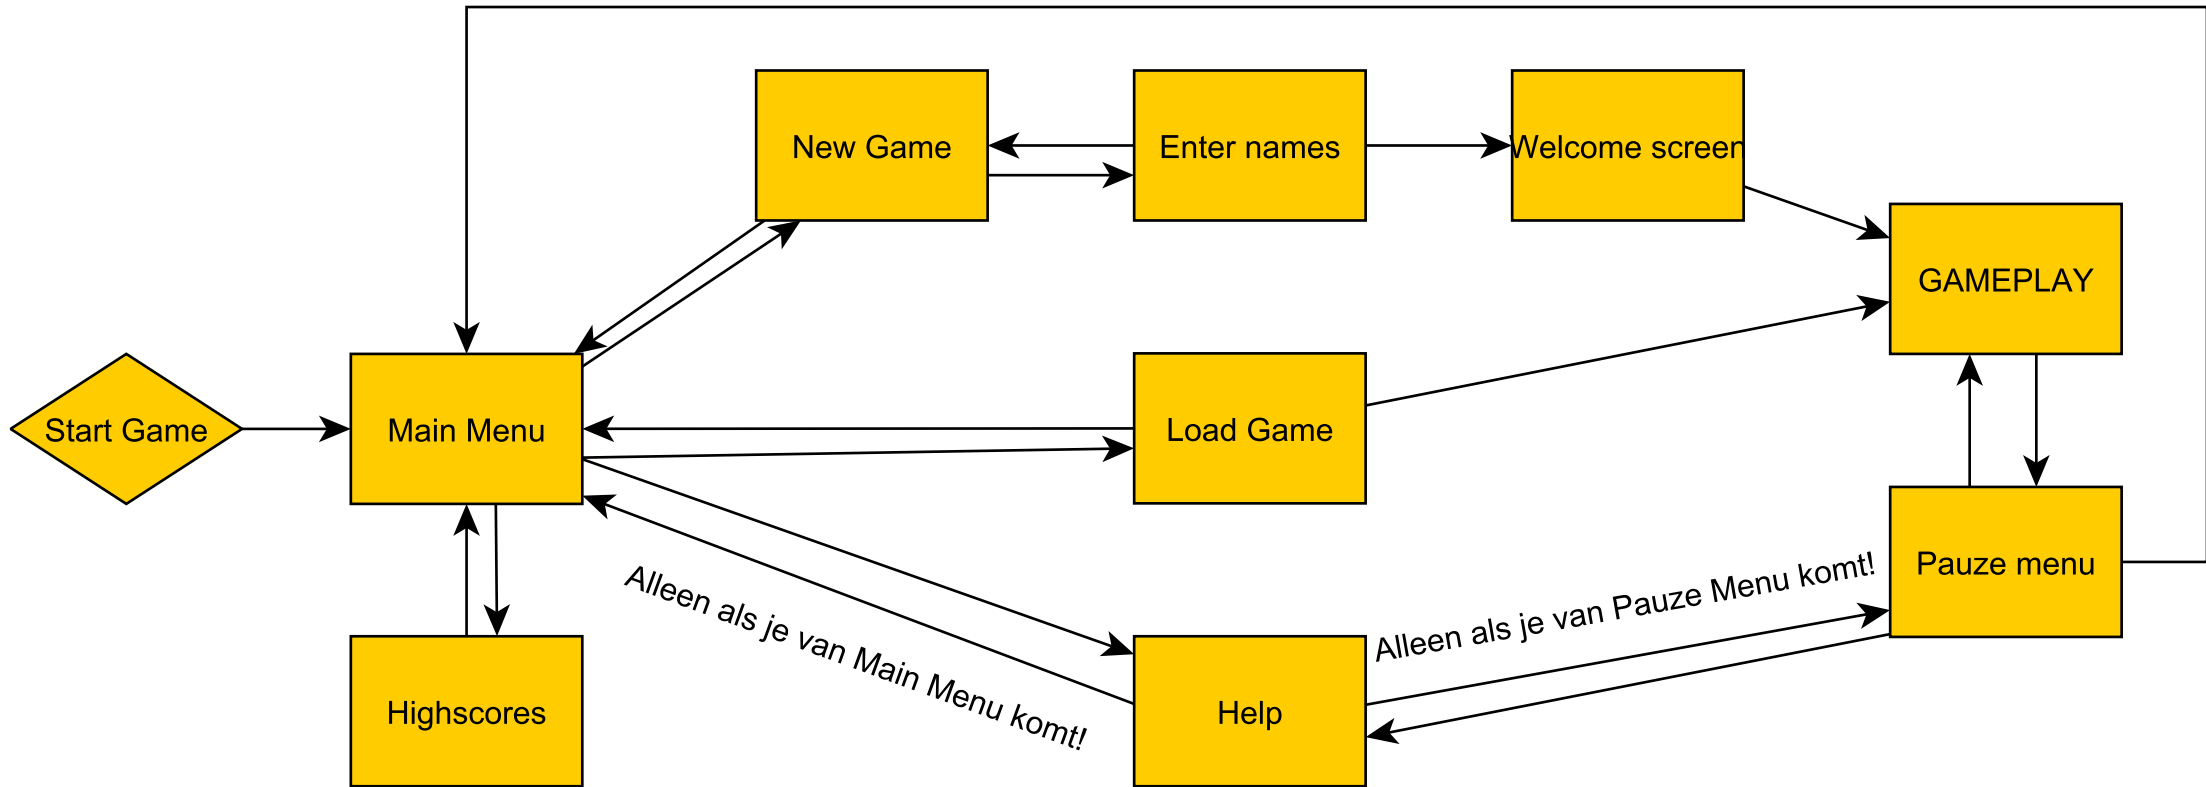 New Game
Enter names
Welcome screen
GAMEPLAY
Start Game
Main Menu
Load Game
Pauze menu
Alleen als je van Main Menu komt!
Alleen als je van Pauze Menu komt!
Highscores
Help